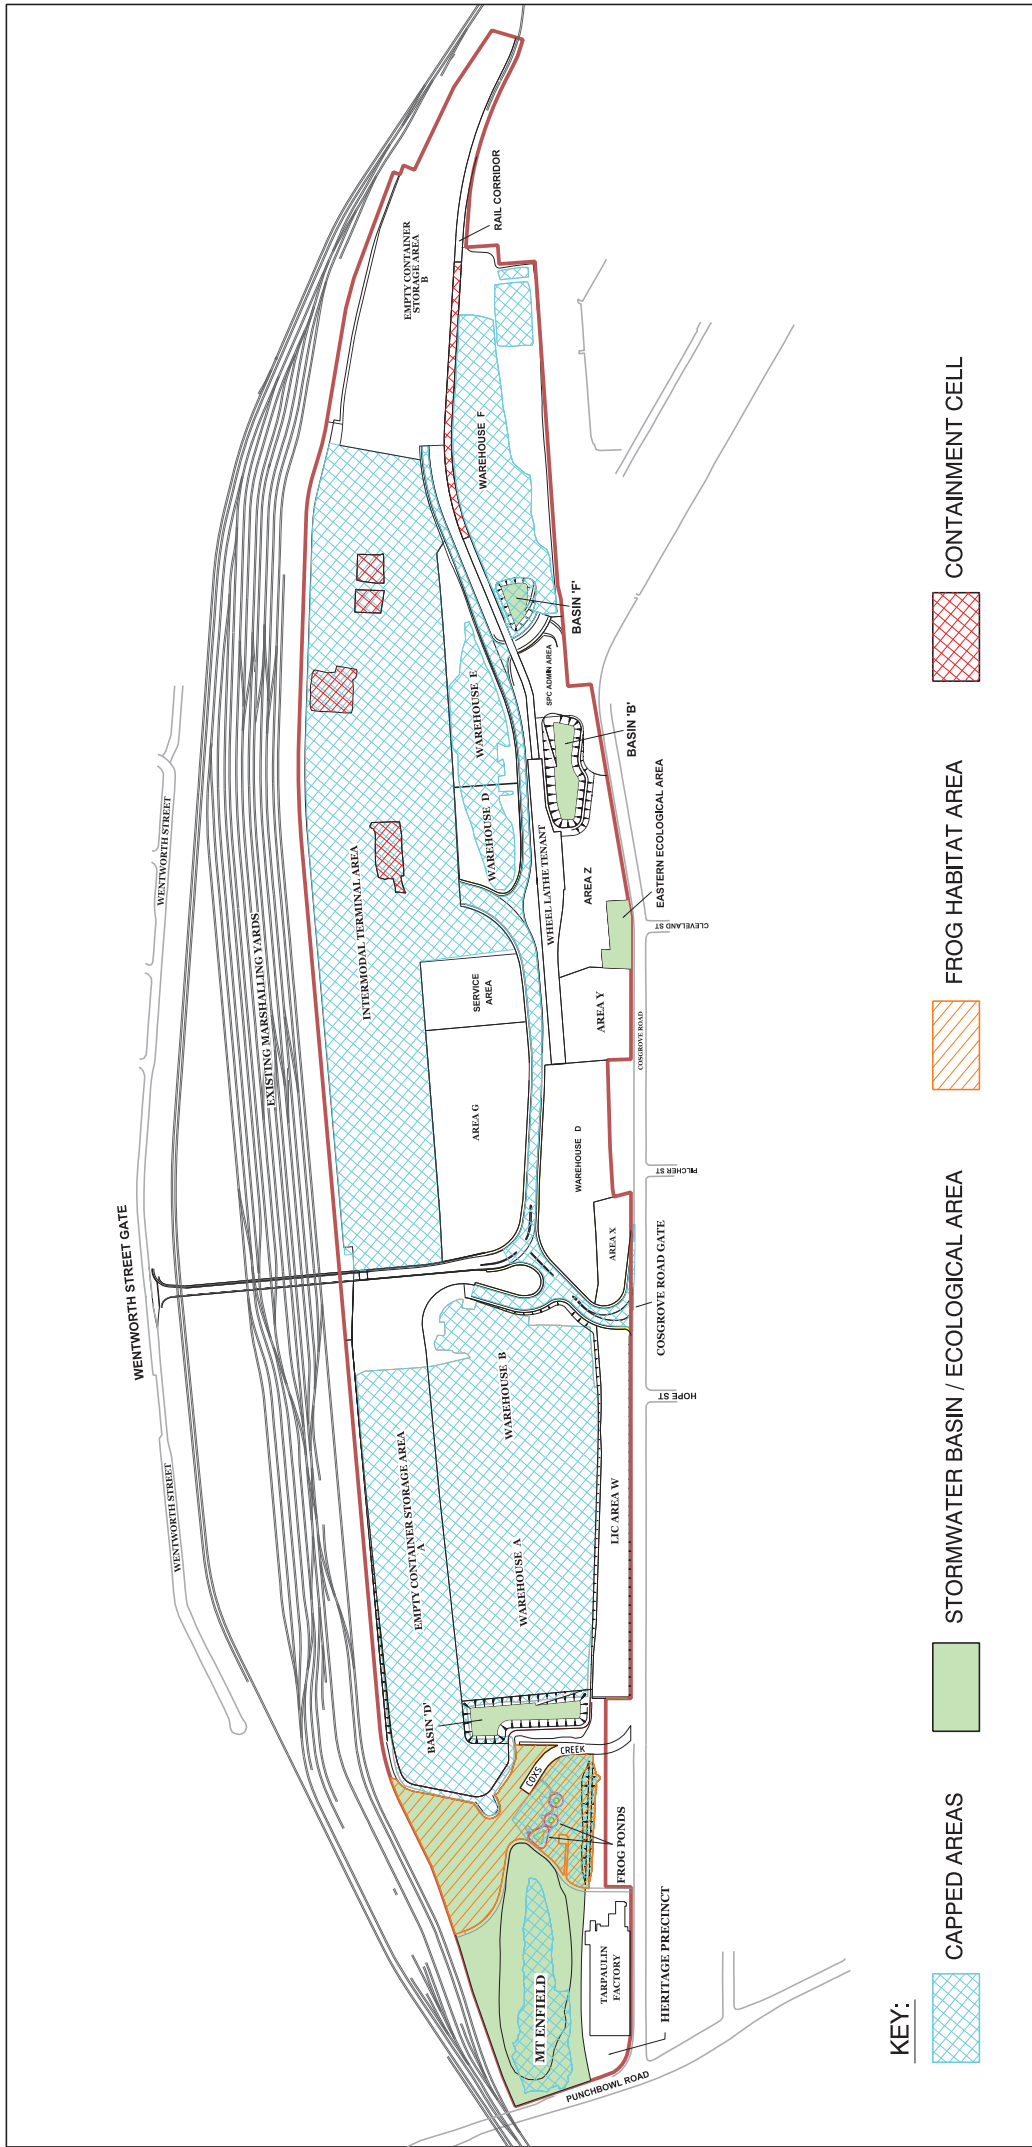 WENTWORTH STREET GATE
WENTWORTH STREET
WENTWORTH STREET
WENTWORTH STREET
EXISTING MARSHALLING YARDS
INTERMODAL TERMINAL AREA
EMPTY CONTAINER
STORAGE AREA
B
RAIL CORRIDOR
EMPTY CONTAINER STORAGE AREA
A
BASIN 'D'
WAREHOUSE A
WAREHOUSE B
AREA G
SERVICE
AREA
WAREHOUSE D
WAREHOUSE E
WAREHOUSE F
WHEEL LATHE TENANT
SPC ADMIN AREA
BASIN 'F'
BASIN 'B'
MT ENFIELD
COXS
CREEK
FROG PONDS
TARPAULIN
FACTORY
HERITAGE PRECINCT
PUNCHBOWL ROAD
LIC AREA W
AREA X
WAREHOUSE D
AREA Y
AREA Z
EASTERN ECOLOGICAL AREA
COSGROVE ROAD GATE
COSGROVE ROAD
HOPE ST
PILCHER ST
CLEVELAND ST
KEY:
CAPPED AREAS
STORMWATER BASIN / ECOLOGICAL AREA
FROG HABITAT AREA
CONTAINMENT CELL